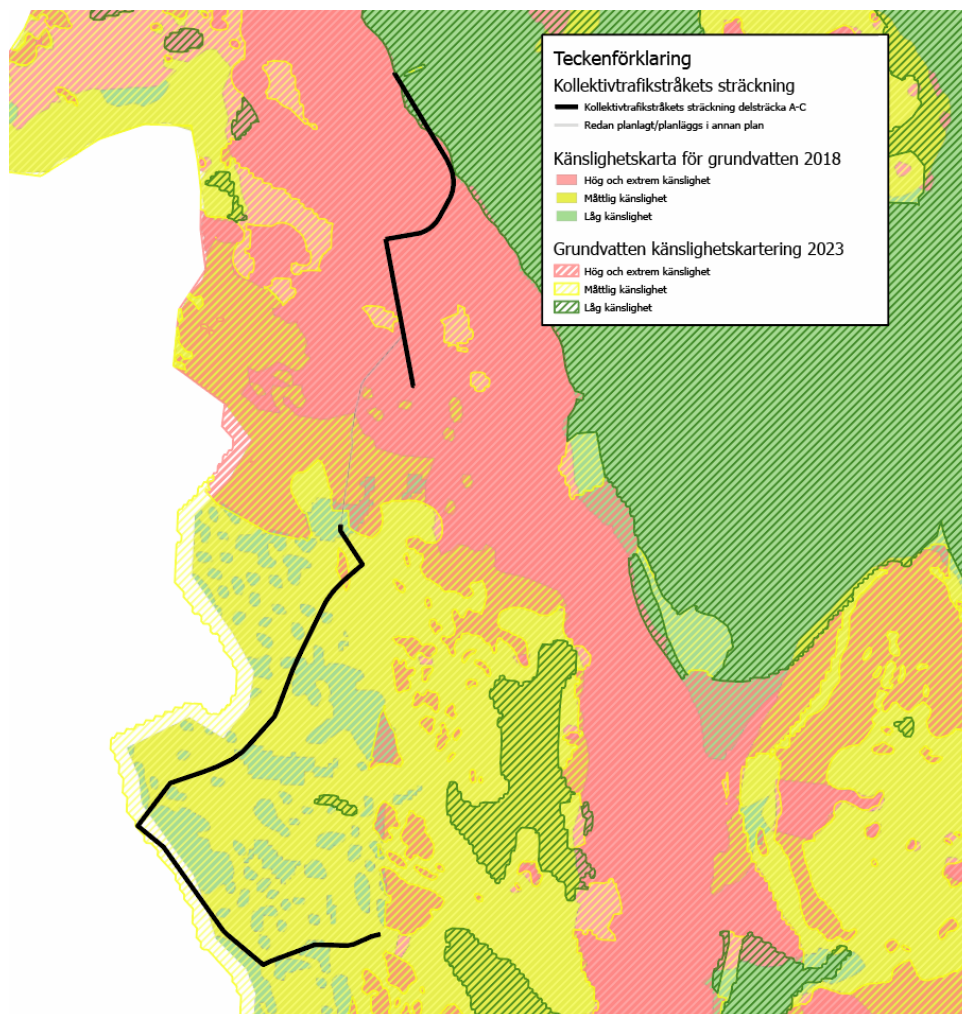 Teckenförklaring
Kollektivtrafikstråkets sträckning
Kollektivtrafikstråkets sträckning delsträcka A-C
Redan planlagt/planläggs i annan plan
Känslighetskarta för grundvatten 2018
Hög och extrem känslighet
Måttlig känslighet
Låg känslighet
Grundvatten känslighetskartering 2023
Hög och extrem känslighet
Måttlig känslighet
Låg känslighet